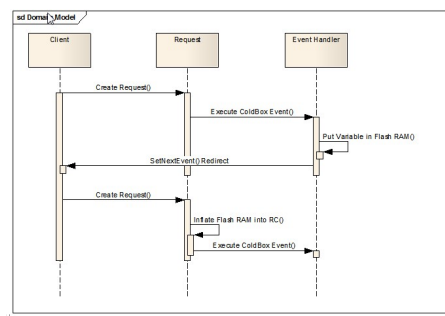 sd Domain Model
Client
Request
Event Handler
Create Request()
Execute ColdBox Event()
Put Variable in Flash RAM()
SetNextEvent() Redirect
Create Request()
Inflate Flash RAM into RC()
Execute ColdBox Event()